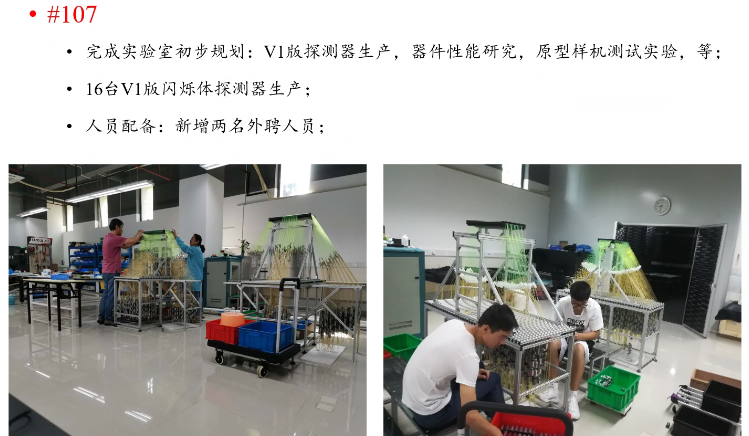 #107
完成实验室初步规划：V1版探测器生产，器件性能研究，原型样机测试实验，等；
16台V1版闪烁体探测器生产；
人员配备：新增两名外聘人员；